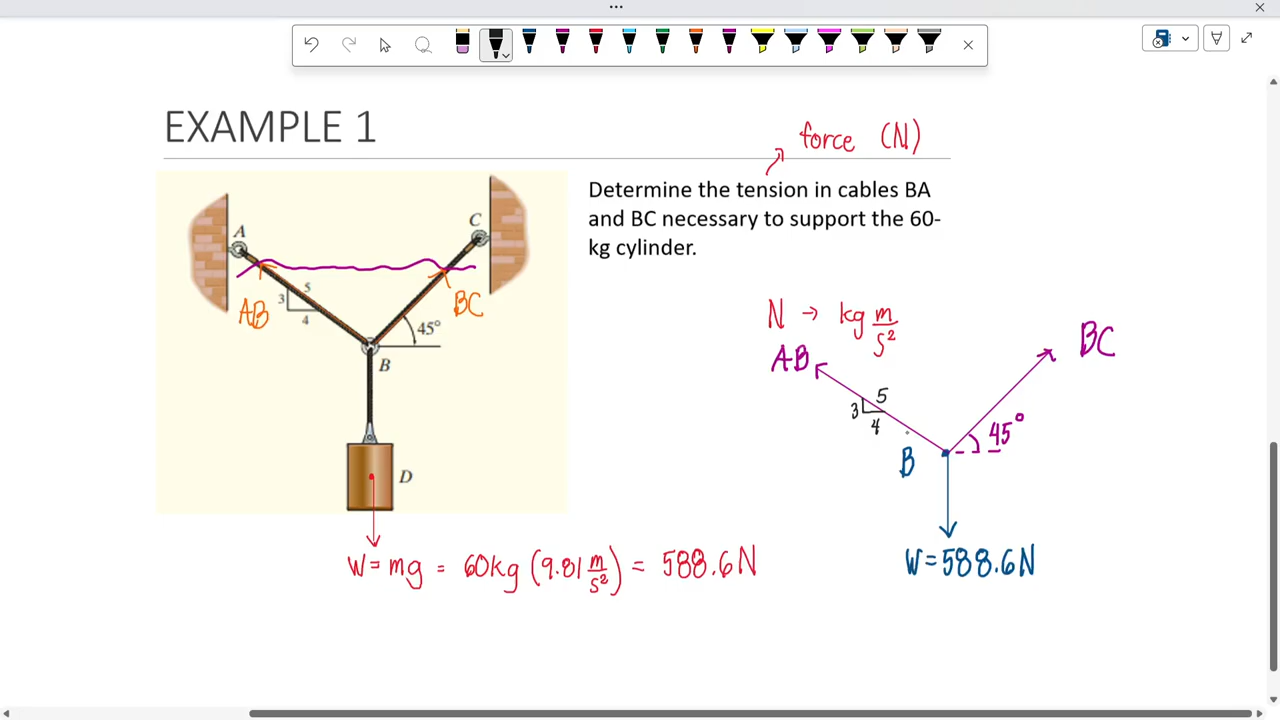 EXAMPLE 1
force (N)
Determine the tension in cables BA
and BC necessary to support the 60-
kg cylinder.
A
C
5
3
4
AB
BC
45°
B
D
N → kg m/s²
AB
BC
5
3
4
45°
B
W = mg = 60kg (9.81 m/s²) = 588.6 N
W = 588.6 N